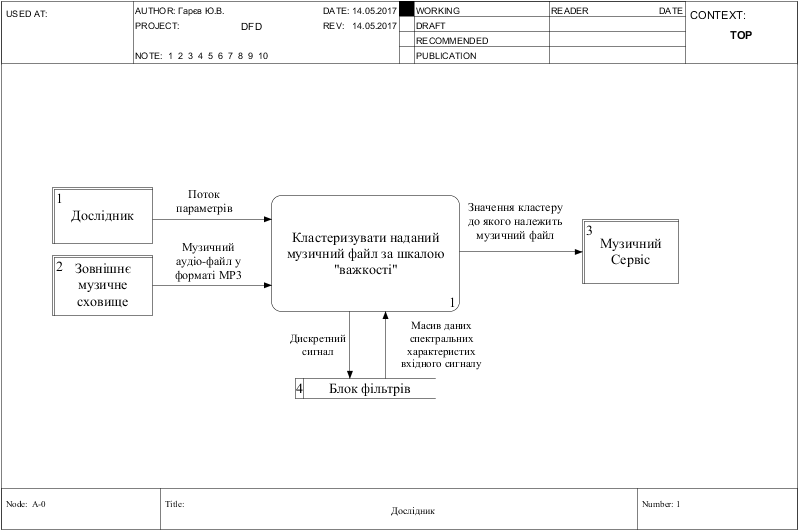 USED AT:
AUTHOR: Гарєв Ю.В.
DATE: 14.05.2017
PROJECT: DFD
REV: 14.05.2017
NOTE: 1 2 3 4 5 6 7 8 9 10
WORKING
DRAFT
RECOMMENDED
PUBLICATION
READER DATE
CONTEXT:
TOP
1
Дослідник
Поток
параметрів
2
Зовнішнє
музичне
сховище
Музичний
аудіо-файл у
форматі MP3
Кластеризувати наданий
музичний файл за шкалою
"важкості"
1
Значення кластеру
до якого належить
музичний файл
3
Музичний
Сервіс
Дискретний
сигнал
Масив даних
спектральних
характеристих
вхідного сигналу
4
Блок фільтрів
Node: A-0
Title:
Дослідник
Number: 1